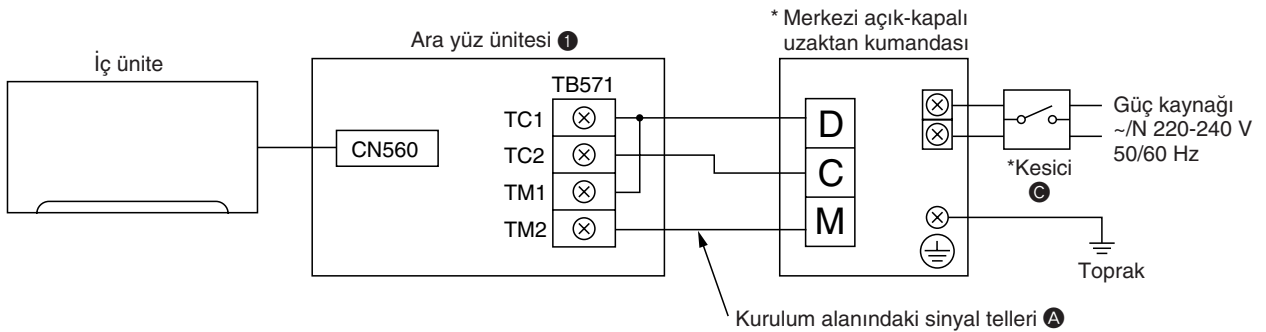 İç ünite
Ara yüz ünitesi ❶
* Merkezi açık-kapalı
uzaktan kumandası
CN560
TB571
TC1
TC2
TM1
TM2
D
C
M
Güç kaynağı
~/N 220-240 V
50/60 Hz
*Kesici
🅒
Toprak
Kurulum alanındaki sinyal telleri 🅐